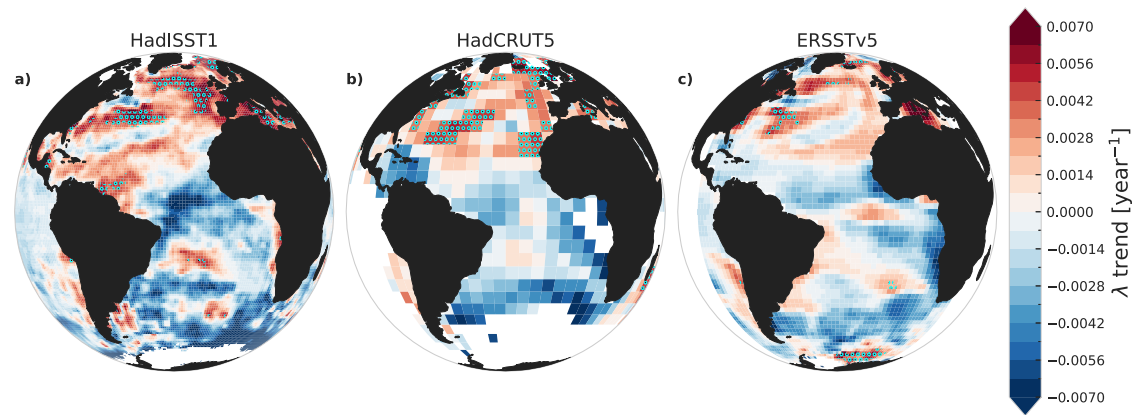 HadISST1
HadCRUT5
ERSSTv5
a)
b)
c)
0.0070
0.0056
0.0042
0.0028
0.0014
0.0000
−0.0014
−0.0028
−0.0042
−0.0056
−0.0070
λ trend [year⁻¹]